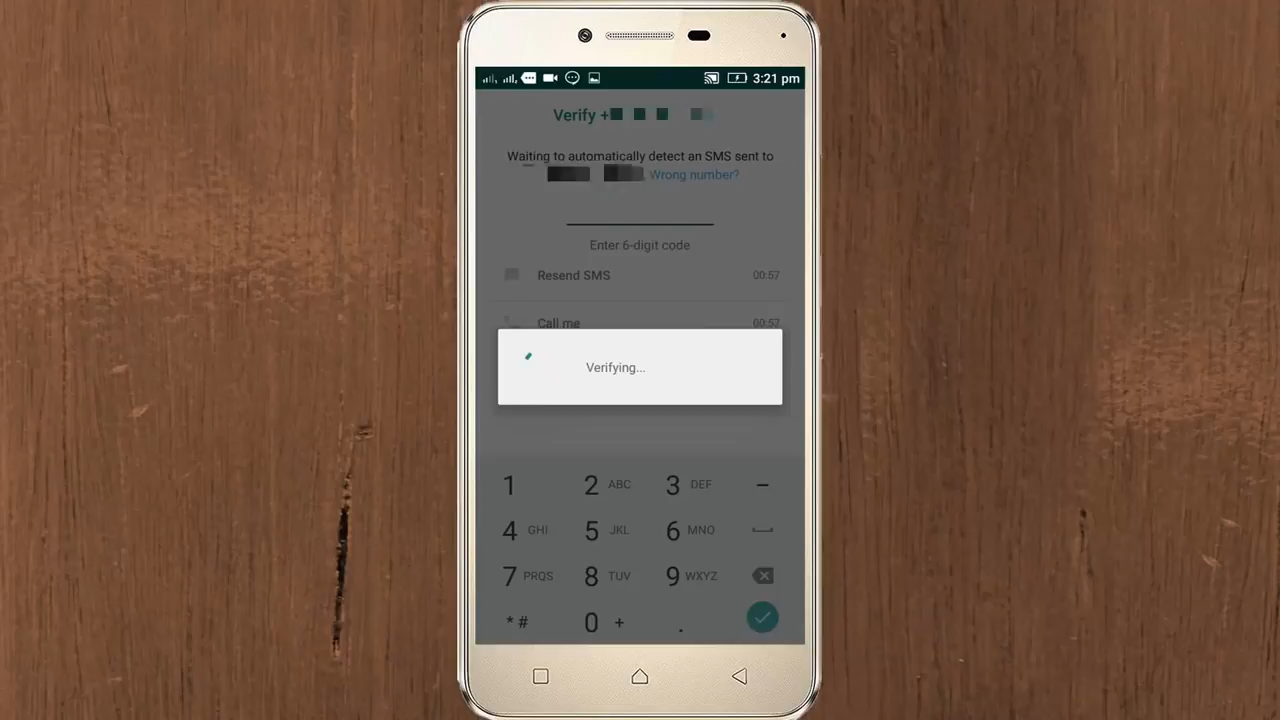 3:21 pm
Verify +
Waiting to automatically detect an SMS sent to
Wrong number?
Enter 6-digit code
Resend SMS 00:57
Call me 00:57
Verifying...
1 2 ABC 3 DEF –
4 GHI 5 JKL 6 MNO
7 PRQS 8 TUV 9 WXYZ
* # 0 + .